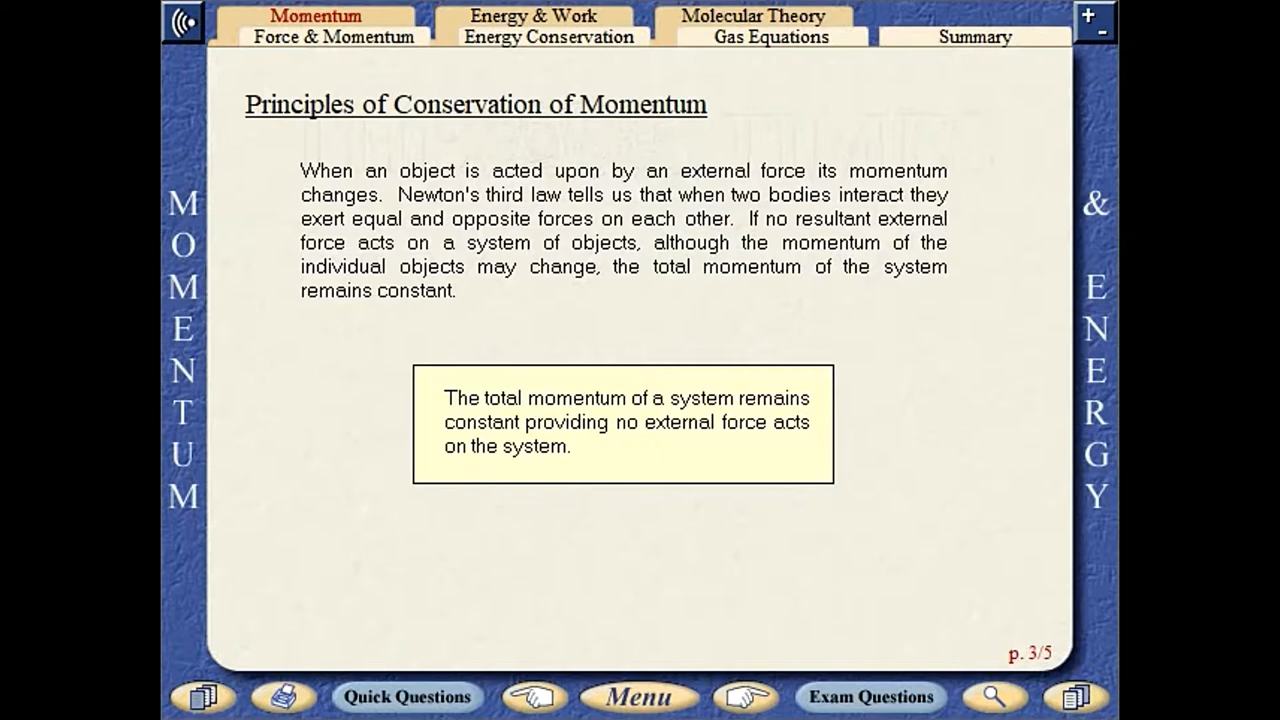 Momentum
Energy & Work
Molecular Theory
Force & Momentum
Energy Conservation
Gas Equations
Summary
+
-
Principles of Conservation of Momentum
When an object is acted upon by an external force its momentum
changes. Newton's third law tells us that when two bodies interact they
exert equal and opposite forces on each other. If no resultant external
force acts on a system of objects, although the momentum of the
individual objects may change, the total momentum of the system
remains constant.
The total momentum of a system remains
constant providing no external force acts
on the system.
MOMENTUM
& ENERGY
p. 3/5
Quick Questions
Menu
Exam Questions